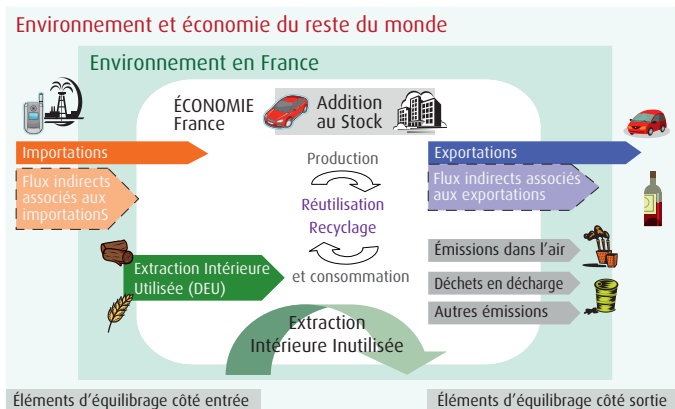 Environnement et économie du reste du monde
Environnement en France
ÉCONOMIE
France
Addition
au Stock
Importations
Flux indirects
associés aux
importationS
Production
Réutilisation
Recyclage
et consommation
Exportations
Flux indirects associés
aux exportations
Extraction Intérieure
Utilisée (DEU)
Émissions dans l'air
Déchets en décharge
Autres émissions
Extraction
Intérieure Inutilisée
Éléments d'équilibrage côté entrée
Éléments d'équilibrage côté sortie